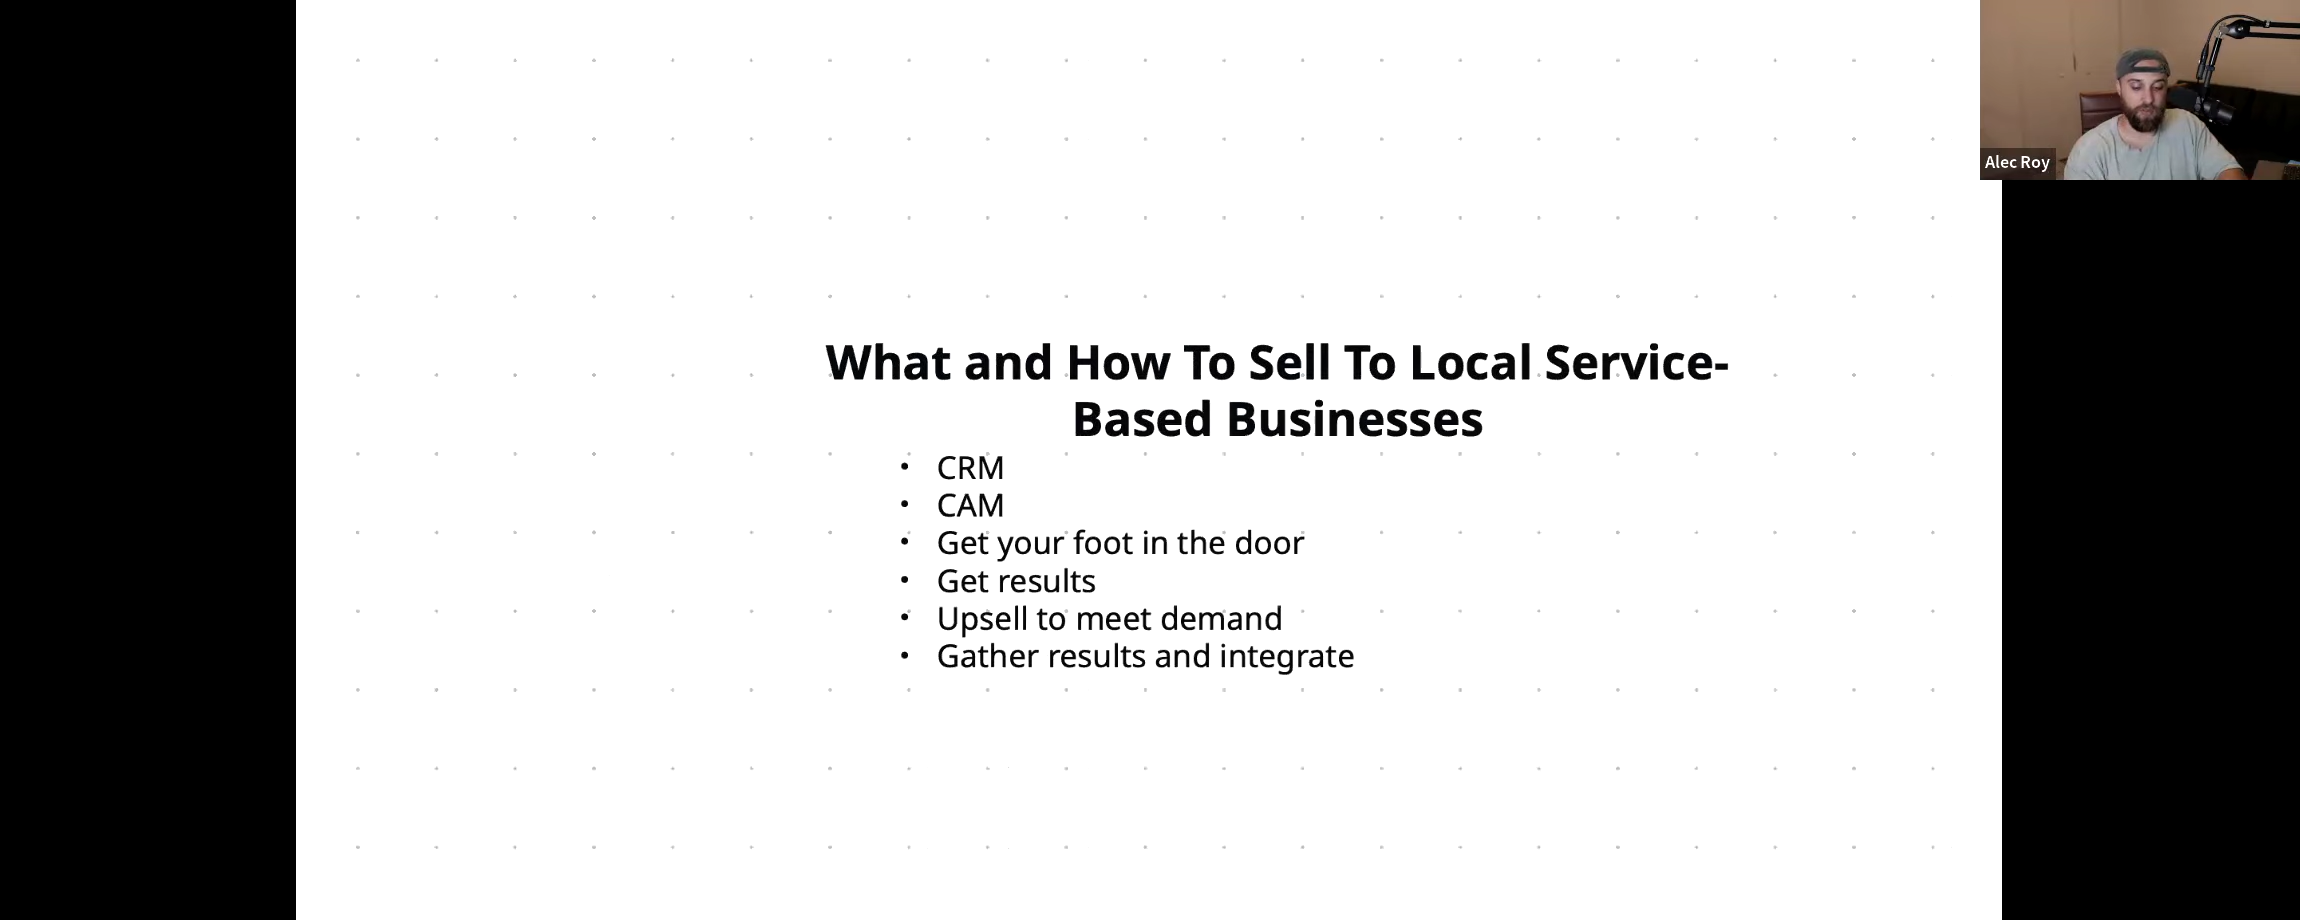 What and How To Sell To Local Service-
Based Businesses
• CRM
• CAM
• Get your foot in the door
• Get results
• Upsell to meet demand
• Gather results and integrate
Alec Roy